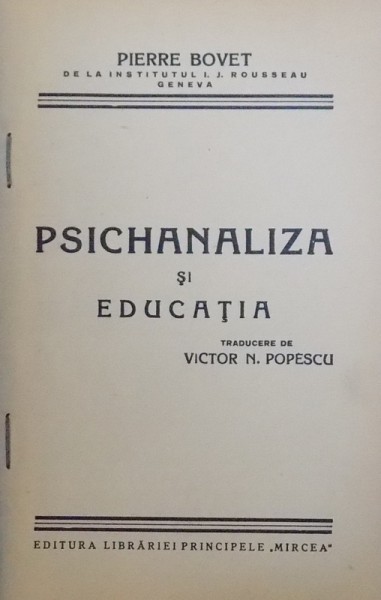 PIERRE BOVET
DE LA INSTITUTUL I. J. ROUSSEAU
GENEVA
PSICHANALIZA
ŞI
EDUCAŢIA
TRADUCERE DE
VICTOR N. POPESCU
EDITURA LIBRĂRIEI PRINCIPELE „MIRCEA“